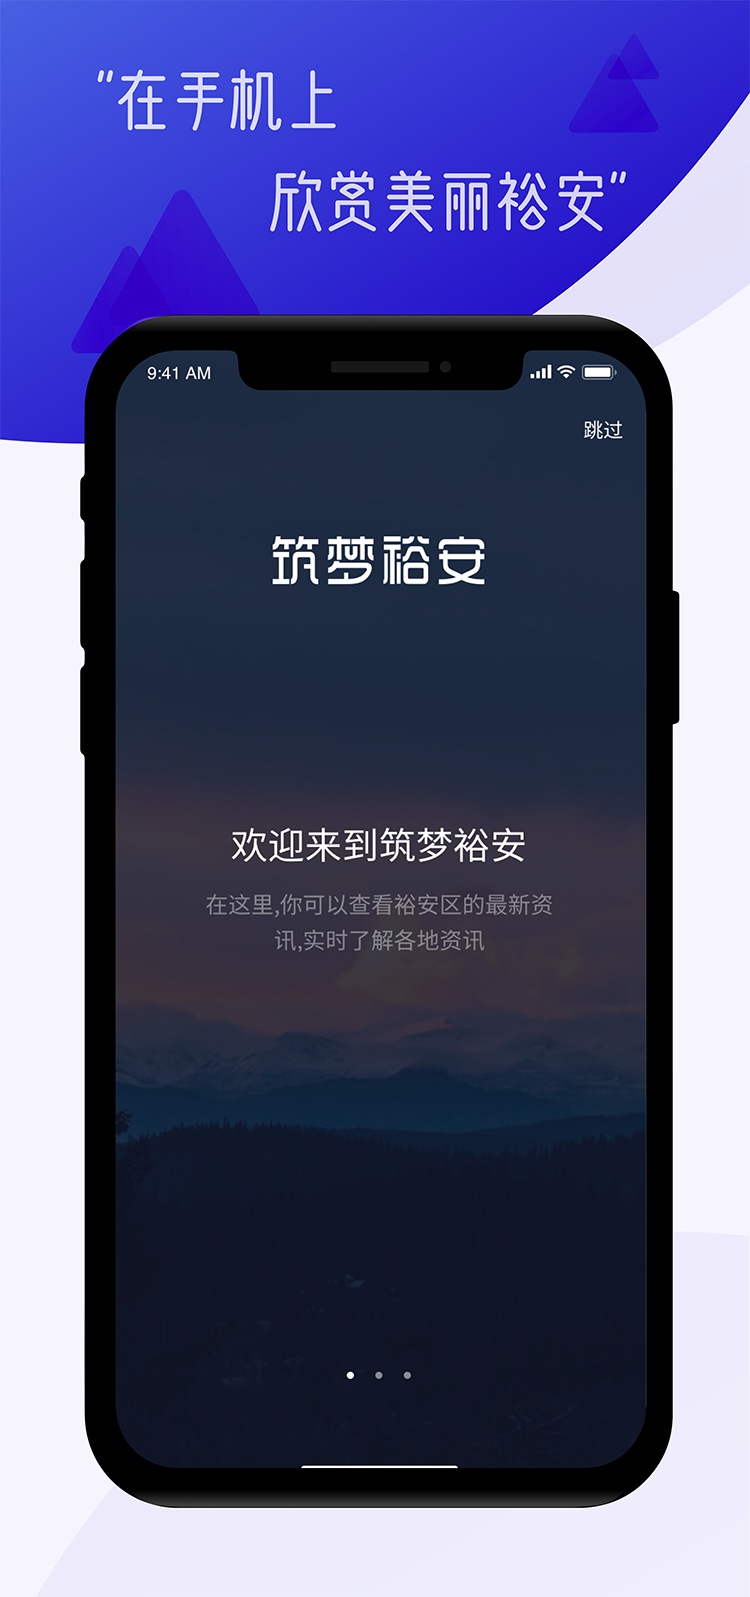 “在手机上
欣赏美丽裕安”
9:41 AM
跳过
筑梦裕安
欢迎来到筑梦裕安
在这里,你可以查看裕安区的最新资
讯,实时了解各地资讯